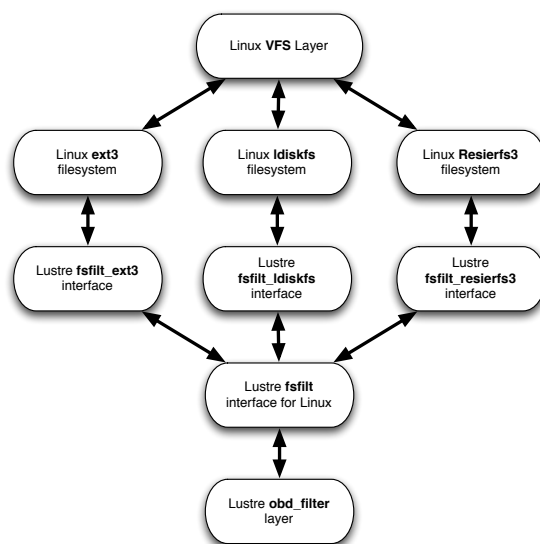 Linux VFS Layer
Linux ext3
filesystem
Linux ldiskfs
filesystem
Linux Resierfs3
filesystem
Lustre fsfilt_ext3
interface
Lustre
fsfilt_ldiskfs
interface
Lustre
fsfilt_resierfs3
interface
Lustre fsfilt
interface for Linux
Lustre obd_filter
layer